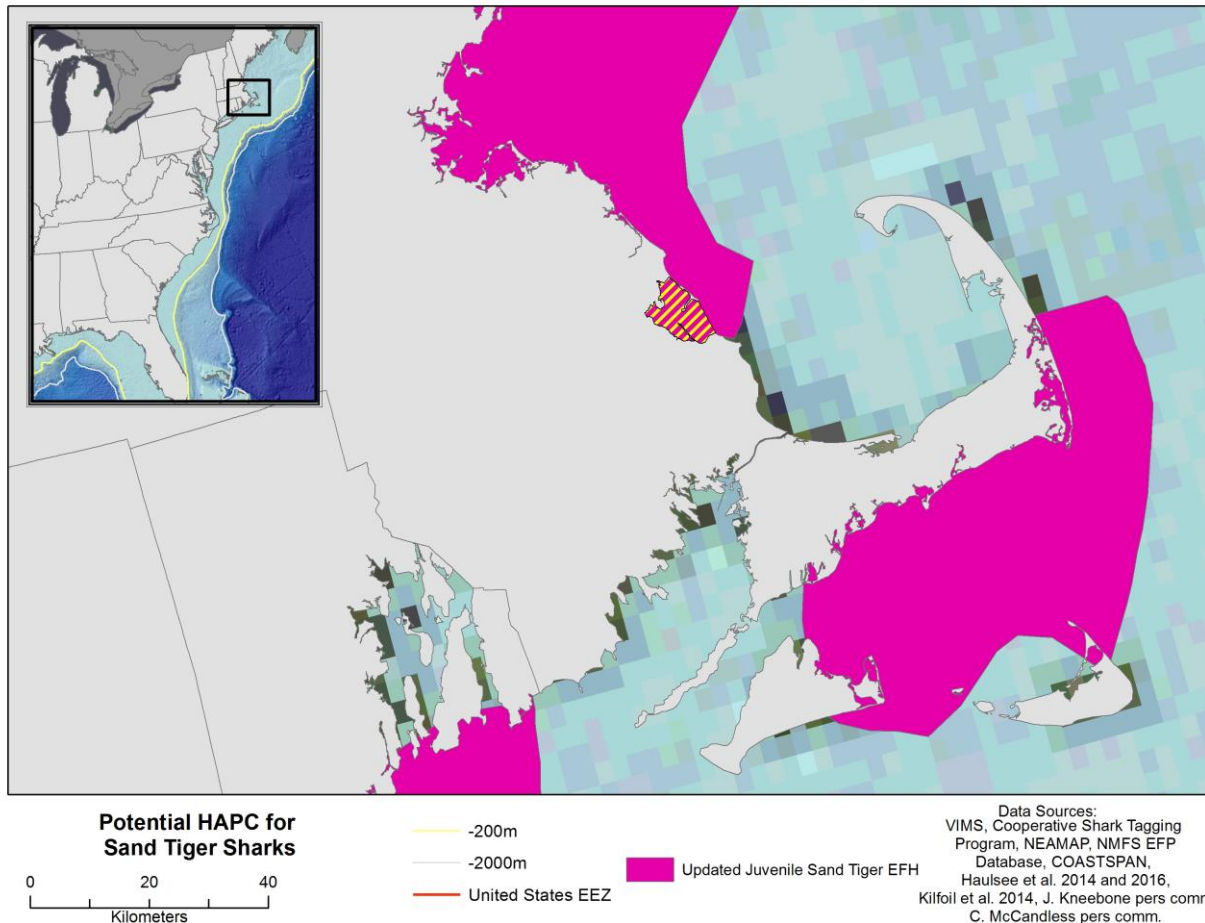 Potential HAPC for
Sand Tiger Sharks
0 20 40
Kilometers
-200m
-2000m
United States EEZ
Updated Juvenile Sand Tiger EFH
Data Sources:
VIMS, Cooperative Shark Tagging
Program, NEAMAP, NMFS EFP
Database, COASTSPAN,
Haulsee et al. 2014 and 2016,
Kilfoil et al. 2014, J. Kneebone pers comm
C. McCandless pers comm.